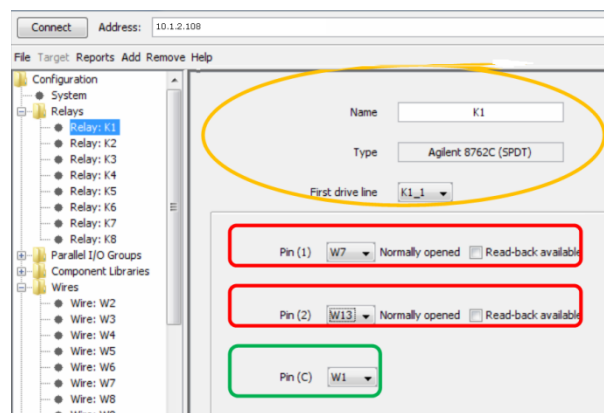 Connect Address: 10.1.2.108
File Target Reports Add Remove Help
Configuration
System
Relays
Relay: K1
Relay: K2
Relay: K3
Relay: K4
Relay: K5
Relay: K6
Relay: K7
Relay: K8
Parallel I/O Groups
Component Libraries
Wires
Wire: W2
Wire: W3
Wire: W4
Wire: W5
Wire: W6
Wire: W7
Wire: W8
Name K1
Type Agilent 8762C (SPDT)
First drive line K1_1
Pin (1) W7 Normally opened Read-back available
Pin (2) W13 Normally opened Read-back available
Pin (C) W1